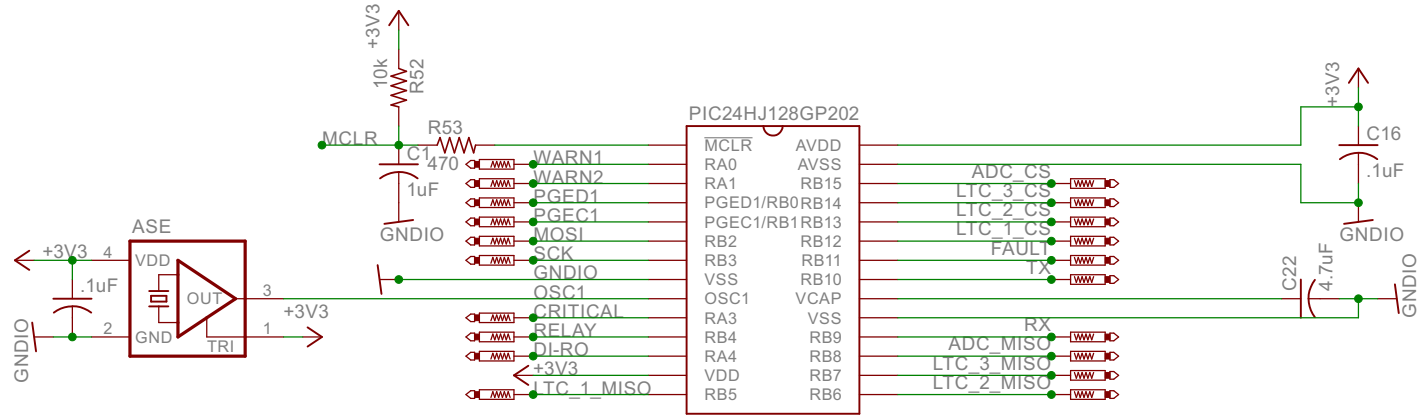 +3V3
10k
R52
MCLR
R53
470
C1
1uF
GNDIO
PIC24HJ128GP202
MCLR
RA0
RA1
PGED1/RB0
PGEC1/RB1
RB2
RB3
VSS
OSC1
RA3
RB4
RA4
VDD
RB5
AVDD
AVSS
RB15
RB14
RB13
RB12
RB11
RB10
VCAP
VSS
RB9
RB8
RB7
RB6
WARN1
WARN2
PGED1
PGEC1
MOSI
SCK
GNDIO
OSC1
CRITICAL
RELAY
DI-RO
+3V3
LTC_1_MISO
ADC_CS
LTC_3_CS
LTC_2_CS
LTC_1_CS
FAULT
TX
RX
ADC_MISO
LTC_3_MISO
LTC_2_MISO
+3V3
C16
.1uF
GNDIO
C22
4.7uF
GNDIO
ASE
+3V3
4
VDD
.1uF
OUT
3
+3V3
2
GND
TRI
1
GNDIO